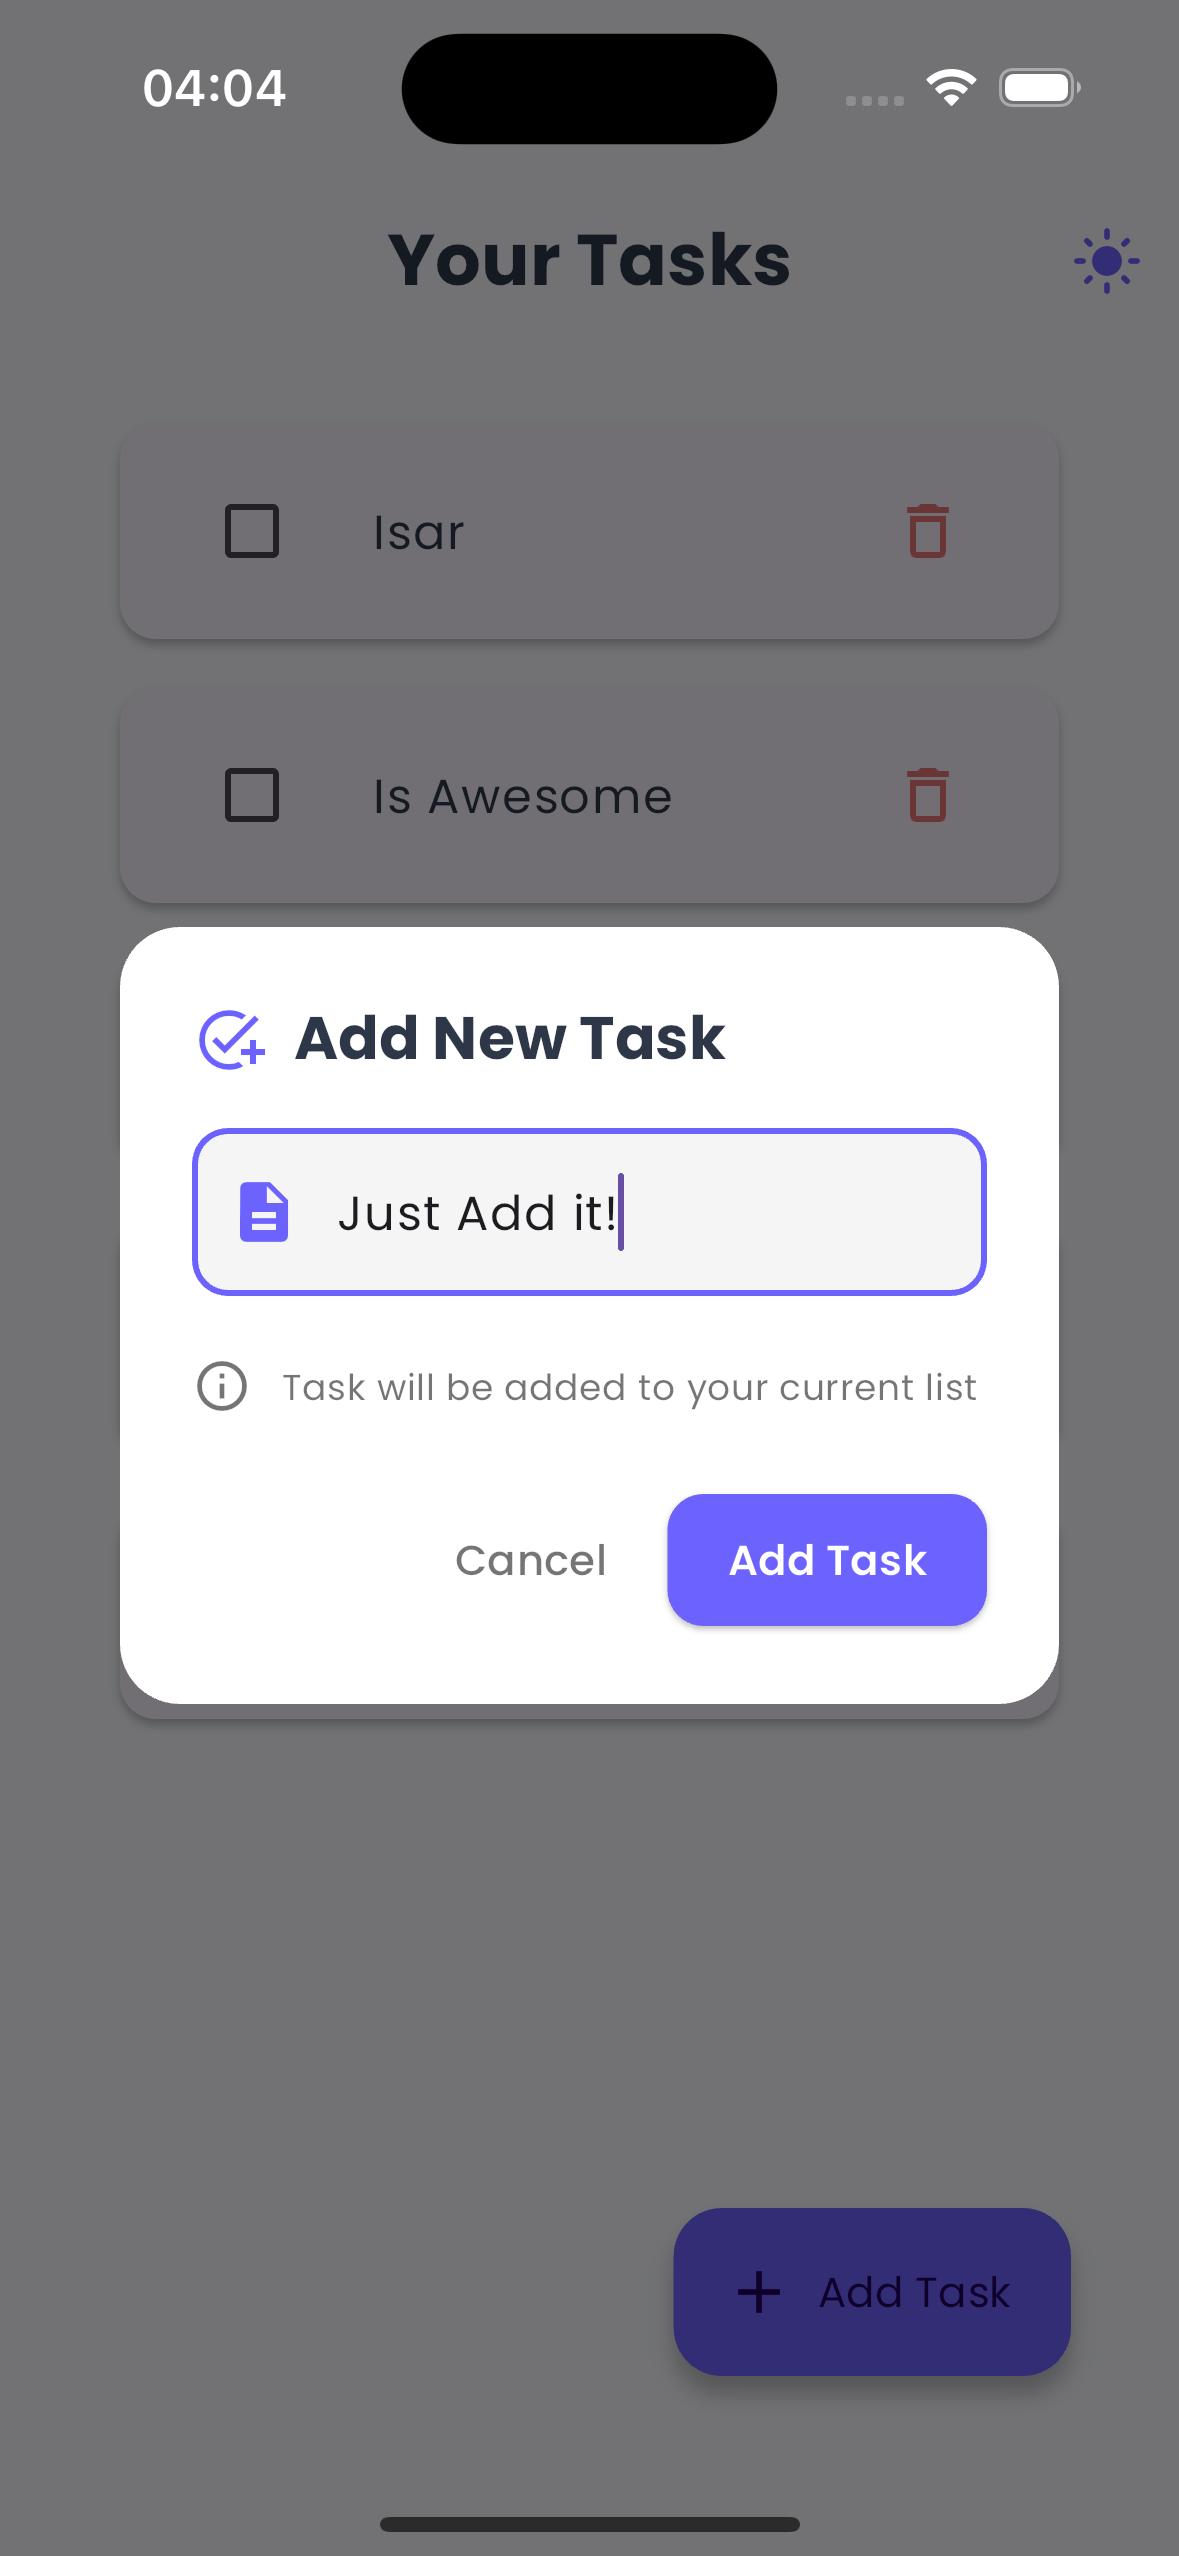 04:04
Your Tasks
Isar
Is Awesome
Add New Task
Just Add it!
Task will be added to your current list
Cancel
Add Task
Add Task